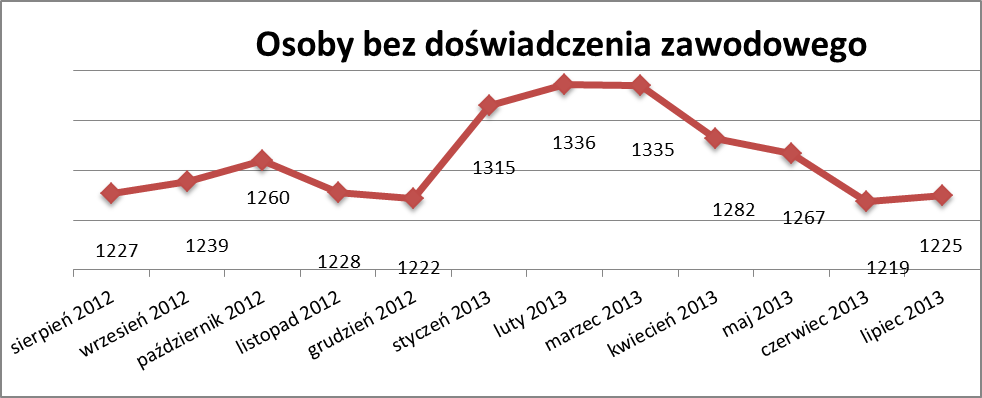 Osoby bez doświadczenia zawodowego
1227
1239
1260
1228
1222
1315
1336
1335
1282
1267
1219
1225
sierpień 2012
wrzesień 2012
październik 2012
listopad 2012
grudzień 2012
styczeń 2013
luty 2013
marzec 2013
kwiecień 2013
maj 2013
czerwiec 2013
lipiec 2013